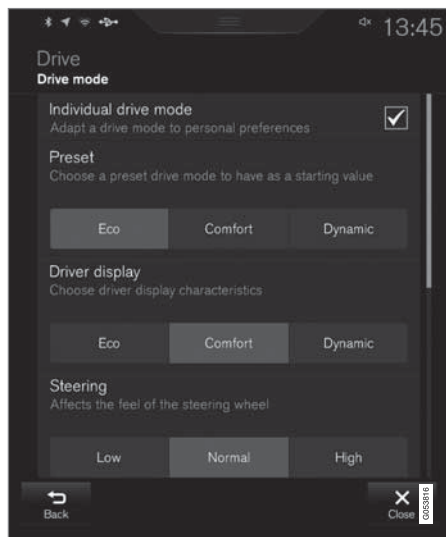 13:45
Drive
Drive mode
Individual drive mode
Adapt a drive mode to personal preferences
Preset
Choose a preset drive mode to have as a starting value
Eco Comfort Dynamic
Driver display
Choose driver display characteristics
Eco Comfort Dynamic
Steering
Affects the feel of the steering wheel
Low Normal High
Back Close
G053816